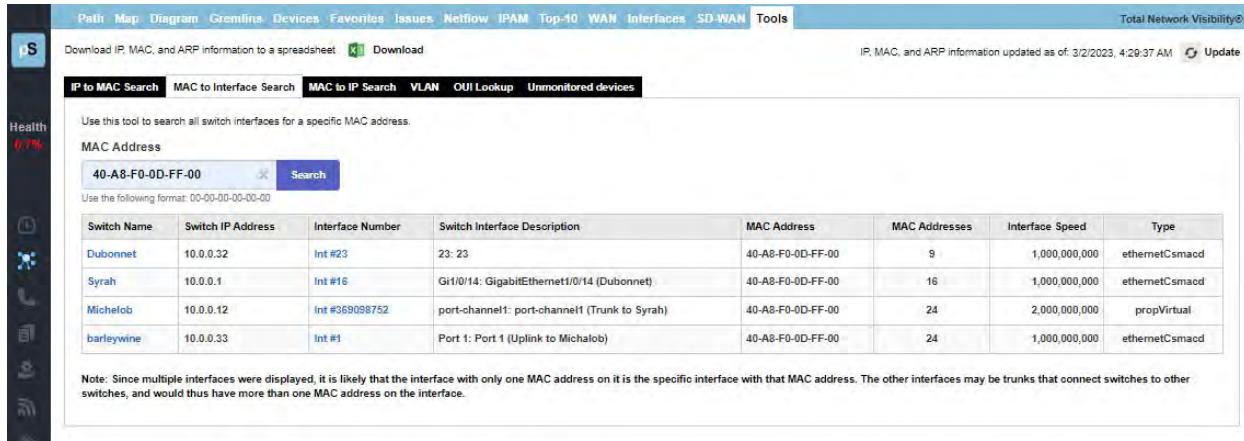 Path Map Diagram Gremlins Devices Favorites Issues Netflow IPAM Top-10 WAN Interfaces SD-WAN Tools Total Network Visibility®
pS Download IP, MAC, and ARP information to a spreadsheet Download IP, MAC, and ARP information updated as of: 3/2/2023, 4:29:37 AM Update
IP to MAC Search MAC to Interface Search MAC to IP Search VLAN OUI Lookup Unmonitored devices
Use this tool to search all switch interfaces for a specific MAC address.
Health
0.7%
MAC Address
40-A8-F0-0D-FF-00 Search
Use the following format: 00-00-00-00-00-00
Switch Name Switch IP Address Interface Number Switch Interface Description MAC Address MAC Addresses Interface Speed Type
Dubonnet 10.0.0.32 Int #23 23: 23 40-A8-F0-0D-FF-00 9 1,000,000,000 ethernetCsmacd
Syrah 10.0.0.1 Int #16 Gi1/0/14: GigabitEthernet1/0/14 (Dubonnet) 40-A8-F0-0D-FF-00 16 1,000,000,000 ethernetCsmacd
Michelob 10.0.0.12 Int #369098752 port-channel1: port-channel1 (Trunk to Syrah) 40-A8-F0-0D-FF-00 24 2,000,000,000 propVirtual
barleywine 10.0.0.33 Int #1 Port 1: Port 1 (Uplink to Michalob) 40-A8-F0-0D-FF-00 24 1,000,000,000 ethernetCsmacd
Note: Since multiple interfaces were displayed, it is likely that the interface with only one MAC address on it is the specific interface with that MAC address. The other interfaces may be trunks that connect switches to other
switches, and would thus have more than one MAC address on the interface.